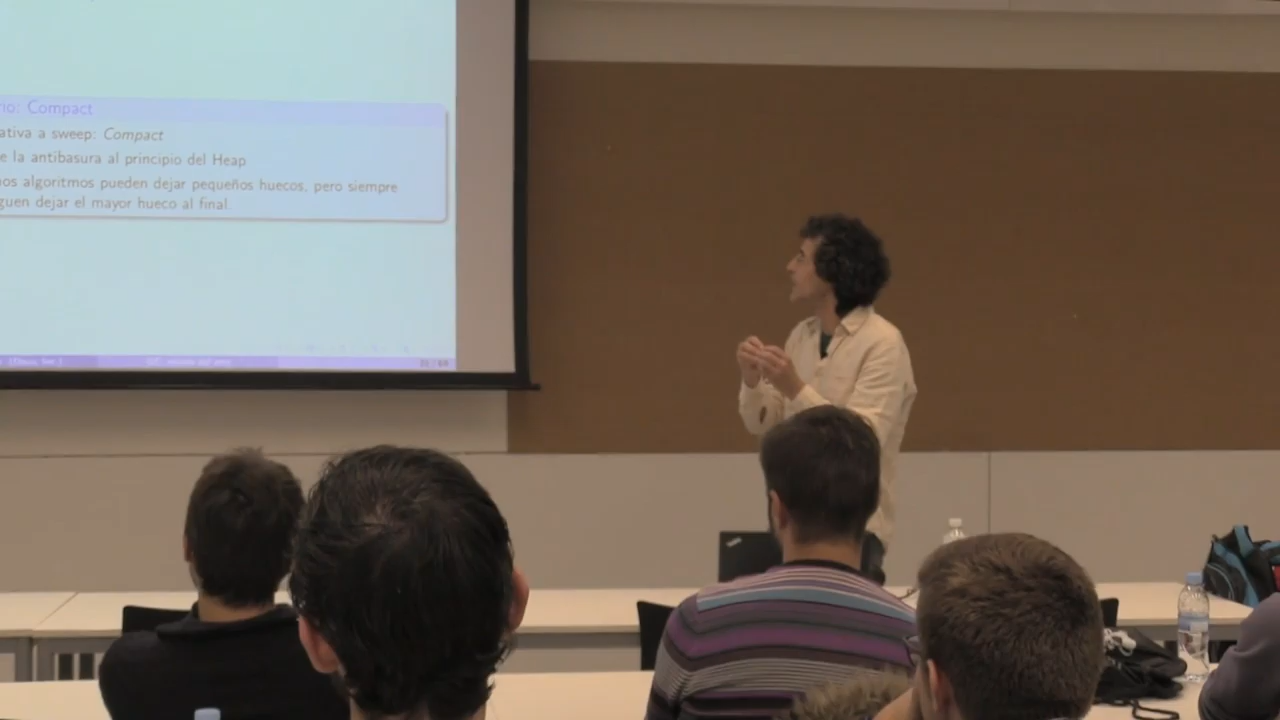 rio: Compact
ativa a sweep: Compact
e la antibasura al principio del Heap
nos algoritmos pueden dejar pequeños huecos, pero siempre
guen dejar el mayor hueco al final.